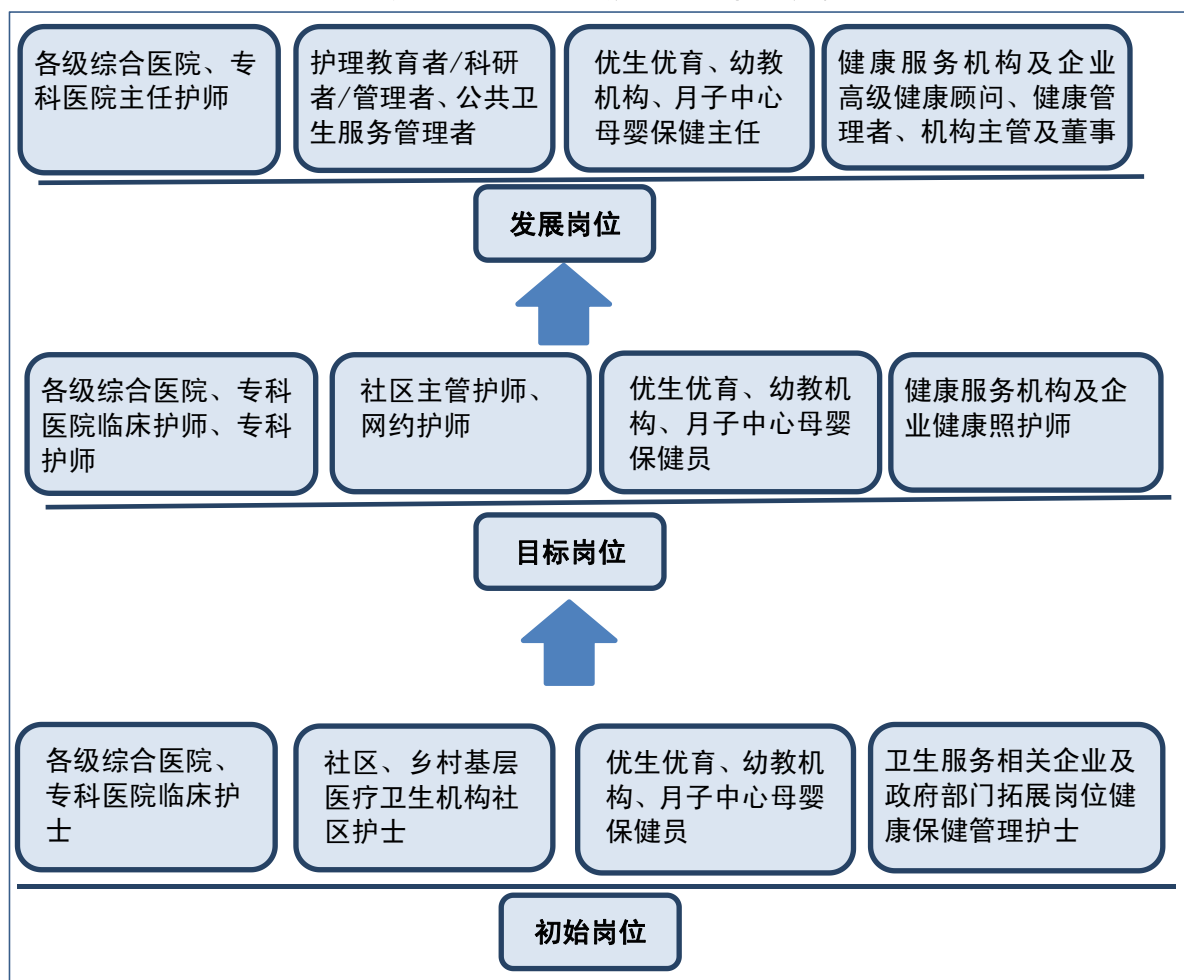 各级综合医院、专
科医院主任护师
护理教育者/科研
者/管理者、公共卫
生服务管理者
优生优育、幼教
机构、月子中心
母婴保健主任
健康服务机构及企业
高级健康顾问、健康管
理者、机构主管及董事
发展岗位
各级综合医院、专科
医院临床护师、专科
护师
社区主管护师、
网约护师
优生优育、幼教机
构、月子中心母婴
保健员
健康服务机构及企
业健康照护师
目标岗位
各级综合医院、
专科医院临床护
士
社区、乡村基层
医疗卫生机构社
区护士
优生优育、幼教机
构、月子中心母婴
保健员
卫生服务相关企业及
政府部门拓展岗位健
康保健管理护士
初始岗位